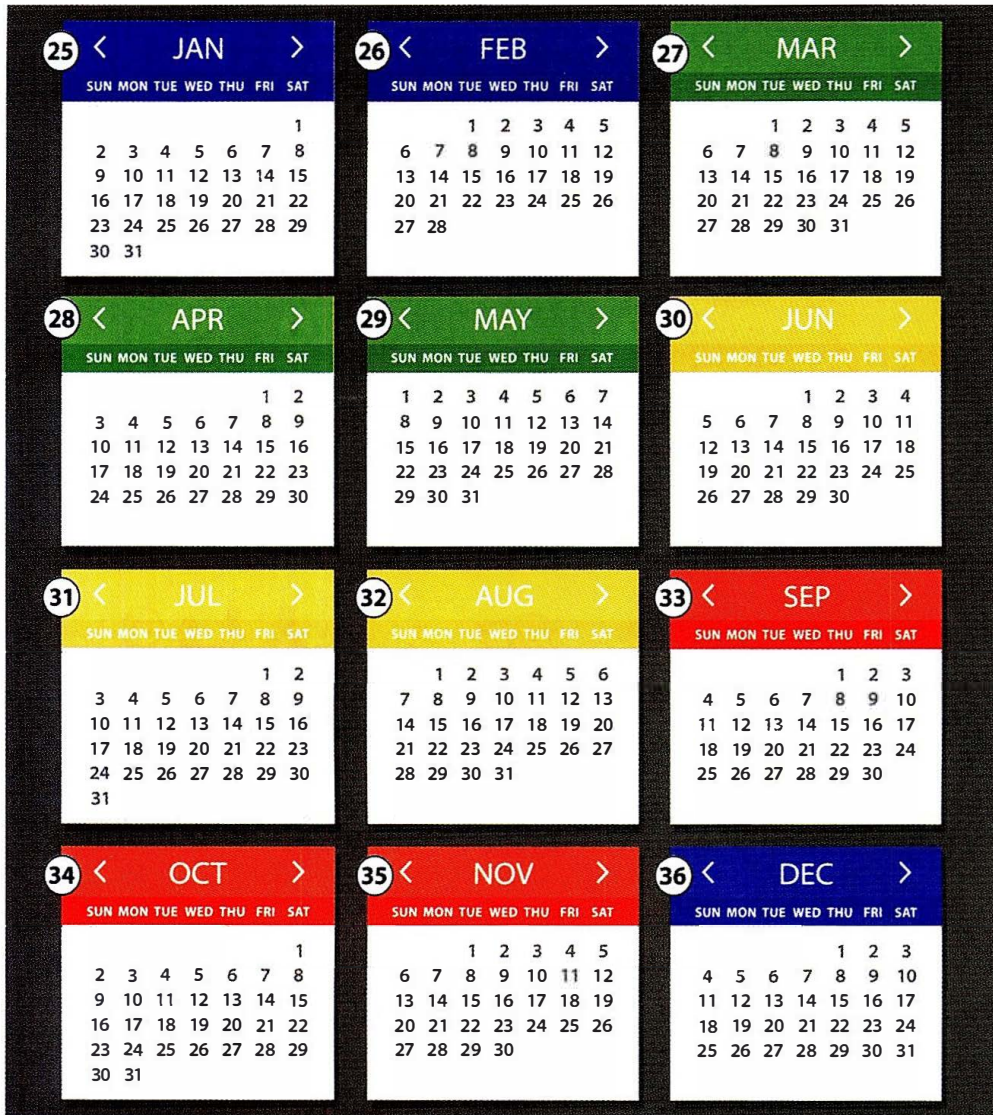 25 < JAN >
SUN MON TUE WED THU FRI SAT
1
2 3 4 5 6 7 8
9 10 11 12 13 14 15
16 17 18 19 20 21 22
23 24 25 26 27 28 29
30 31
26 < FEB >
SUN MON TUE WED THU FRI SAT
1 2 3 4 5
6 7 8 9 10 11 12
13 14 15 16 17 18 19
20 21 22 23 24 25 26
27 28
27 < MAR >
SUN MON TUE WED THU FRI SAT
1 2 3 4 5
6 7 8 9 10 11 12
13 14 15 16 17 18 19
20 21 22 23 24 25 26
27 28 29 30 31
28 < APR >
SUN MON TUE WED THU FRI SAT
1 2
3 4 5 6 7 8 9
10 11 12 13 14 15 16
17 18 19 20 21 22 23
24 25 26 27 28 29 30
29 < MAY >
SUN MON TUE WED THU FRI SAT
1 2 3 4 5 6 7
8 9 10 11 12 13 14
15 16 17 18 19 20 21
22 23 24 25 26 27 28
29 30 31
30 < JUN >
SUN MON TUE WED THU FRI SAT
1 2 3 4
5 6 7 8 9 10 11
12 13 14 15 16 17 18
19 20 21 22 23 24 25
26 27 28 29 30
31 < JUL >
SUN MON TUE WED THU FRI SAT
1 2
3 4 5 6 7 8 9
10 11 12 13 14 15 16
17 18 19 20 21 22 23
24 25 26 27 28 29 30
31
32 < AUG >
SUN MON TUE WED THU FRI SAT
1 2 3 4 5 6
7 8 9 10 11 12 13
14 15 16 17 18 19 20
21 22 23 24 25 26 27
28 29 30 31
33 < SEP >
SUN MON TUE WED THU FRI SAT
1 2 3
4 5 6 7 8 9 10
11 12 13 14 15 16 17
18 19 20 21 22 23 24
25 26 27 28 29 30
34 < OCT >
SUN MON TUE WED THU FRI SAT
1
2 3 4 5 6 7 8
9 10 11 12 13 14 15
16 17 18 19 20 21 22
23 24 25 26 27 28 29
30 31
35 < NOV >
SUN MON TUE WED THU FRI SAT
1 2 3 4 5
6 7 8 9 10 11 12
13 14 15 16 17 18 19
20 21 22 23 24 25 26
27 28 29 30
36 < DEC >
SUN MON TUE WED THU FRI SAT
1 2 3
4 5 6 7 8 9 10
11 12 13 14 15 16 17
18 19 20 21 22 23 24
25 26 27 28 29 30 31